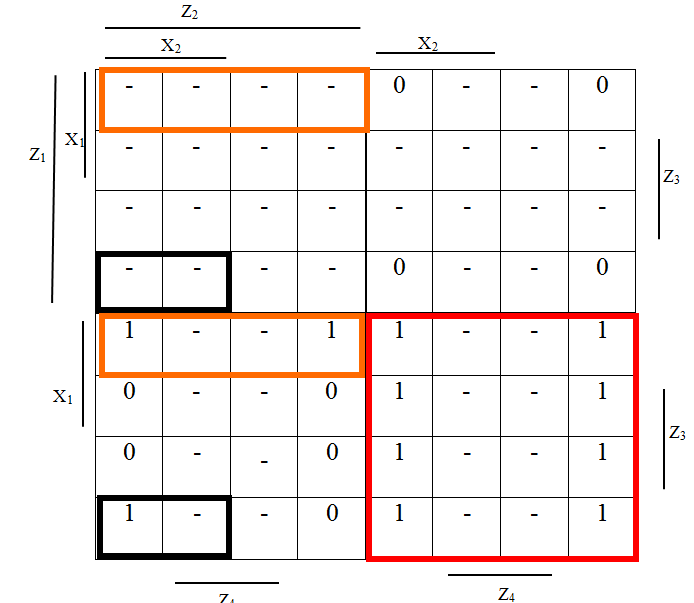 Z2
X2 X2
- - - - 0 - - 0
X1
Z1
- - - - - - - -
Z3
- - - - - - - -
- - - - 0 - - 0
1 - - 1 1 - - 1
X1
0 - - 0 1 - - 1
Z3
0 - - 0 1 - - 1
1 - - 0 1 - - 1
Z4 Z4